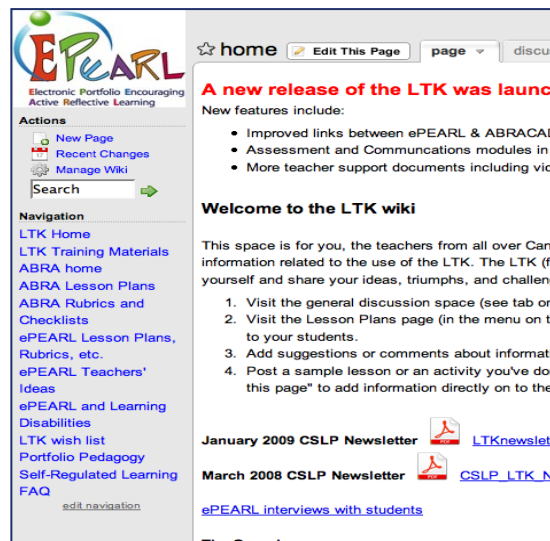 EPEARL
Electronic Portfolio Encouraging
Active Reflective Learning
Actions
New Page
Recent Changes
Manage Wiki
Search
Navigation
LTK Home
LTK Training Materials
ABRA home
ABRA Lesson Plans
ABRA Rubrics and
Checklists
ePEARL Lesson Plans,
Rubrics, etc.
ePEARL Teachers'
Ideas
ePEARL and Learning
Disabilities
LTK wish list
Portfolio Pedagogy
Self-Regulated Learning
FAQ
edit navigation
home Edit This Page page discu
A new release of the LTK was launc
New features include:
• Improved links between ePEARL & ABRACAD
• Assessment and Communcations modules in
• More teacher support documents including vid
Welcome to the LTK wiki
This space is for you, the teachers from all over Can
information related to the use of the LTK. The LTK (f
yourself and share your ideas, triumphs, and challen
1. Visit the general discussion space (see tab or
2. Visit the Lesson Plans page (in the menu on t
to your students.
3. Add suggestions or comments about informati
4. Post a sample lesson or an activity you've do
this page" to add information directly on to the
January 2009 CSLP Newsletter PDF LTKnewslet
March 2008 CSLP Newsletter PDF CSLP_LTK_N
ePEARL interviews with students